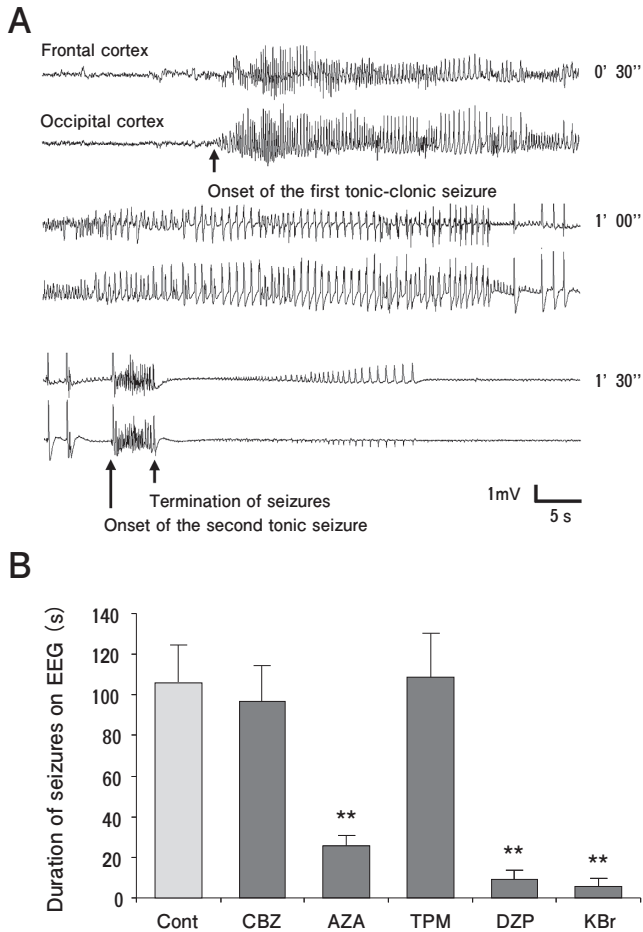 A
Frontal cortex
0’ 30’’
Occipital cortex
Onset of the first tonic-clonic seizure
1’ 00’’
1’ 30’’
Termination of seizures
Onset of the second tonic seizure
1mV
5 s
B
Duration of seizures on EEG (s)
140
120
100
80
60
40
20
0
**
**
**
Cont CBZ AZA TPM DZP KBr